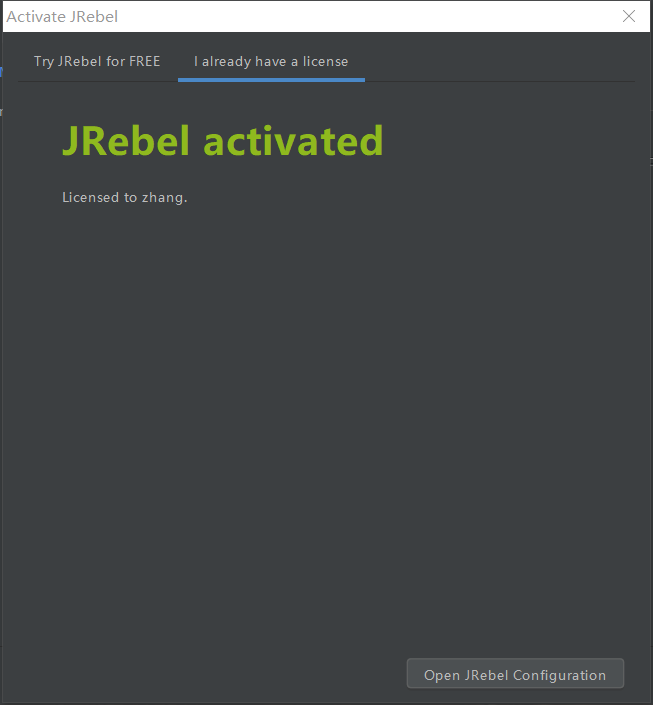 Activate JRebel
Try JRebel for FREE
I already have a license
JRebel activated
Licensed to zhang.
Open JRebel Configuration